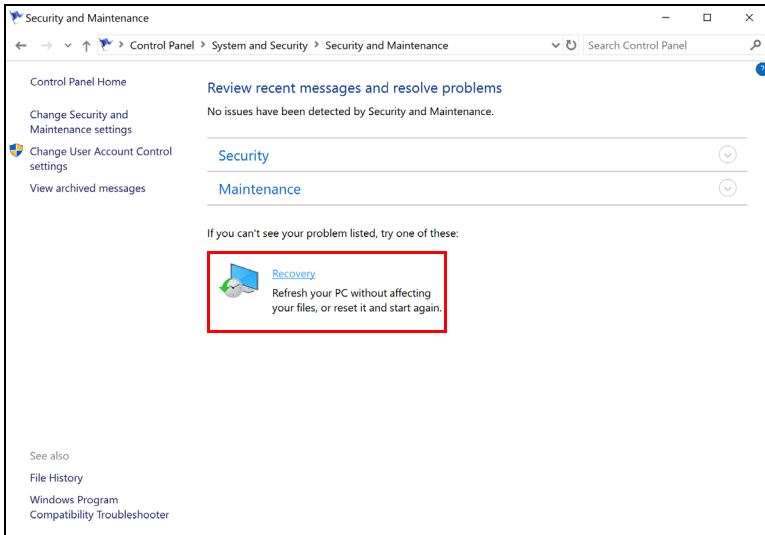 Security and Maintenance
Control Panel > System and Security > Security and Maintenance
Search Control Panel
?
Control Panel Home
Change Security and
Maintenance settings
Change User Account Control
settings
View archived messages
Review recent messages and resolve problems
No issues have been detected by Security and Maintenance.
Security
Maintenance
If you can't see your problem listed, try one of these:
Recovery
Refresh your PC without affecting
your files, or reset it and start again.
See also
File History
Windows Program
Compatibility Troubleshooter